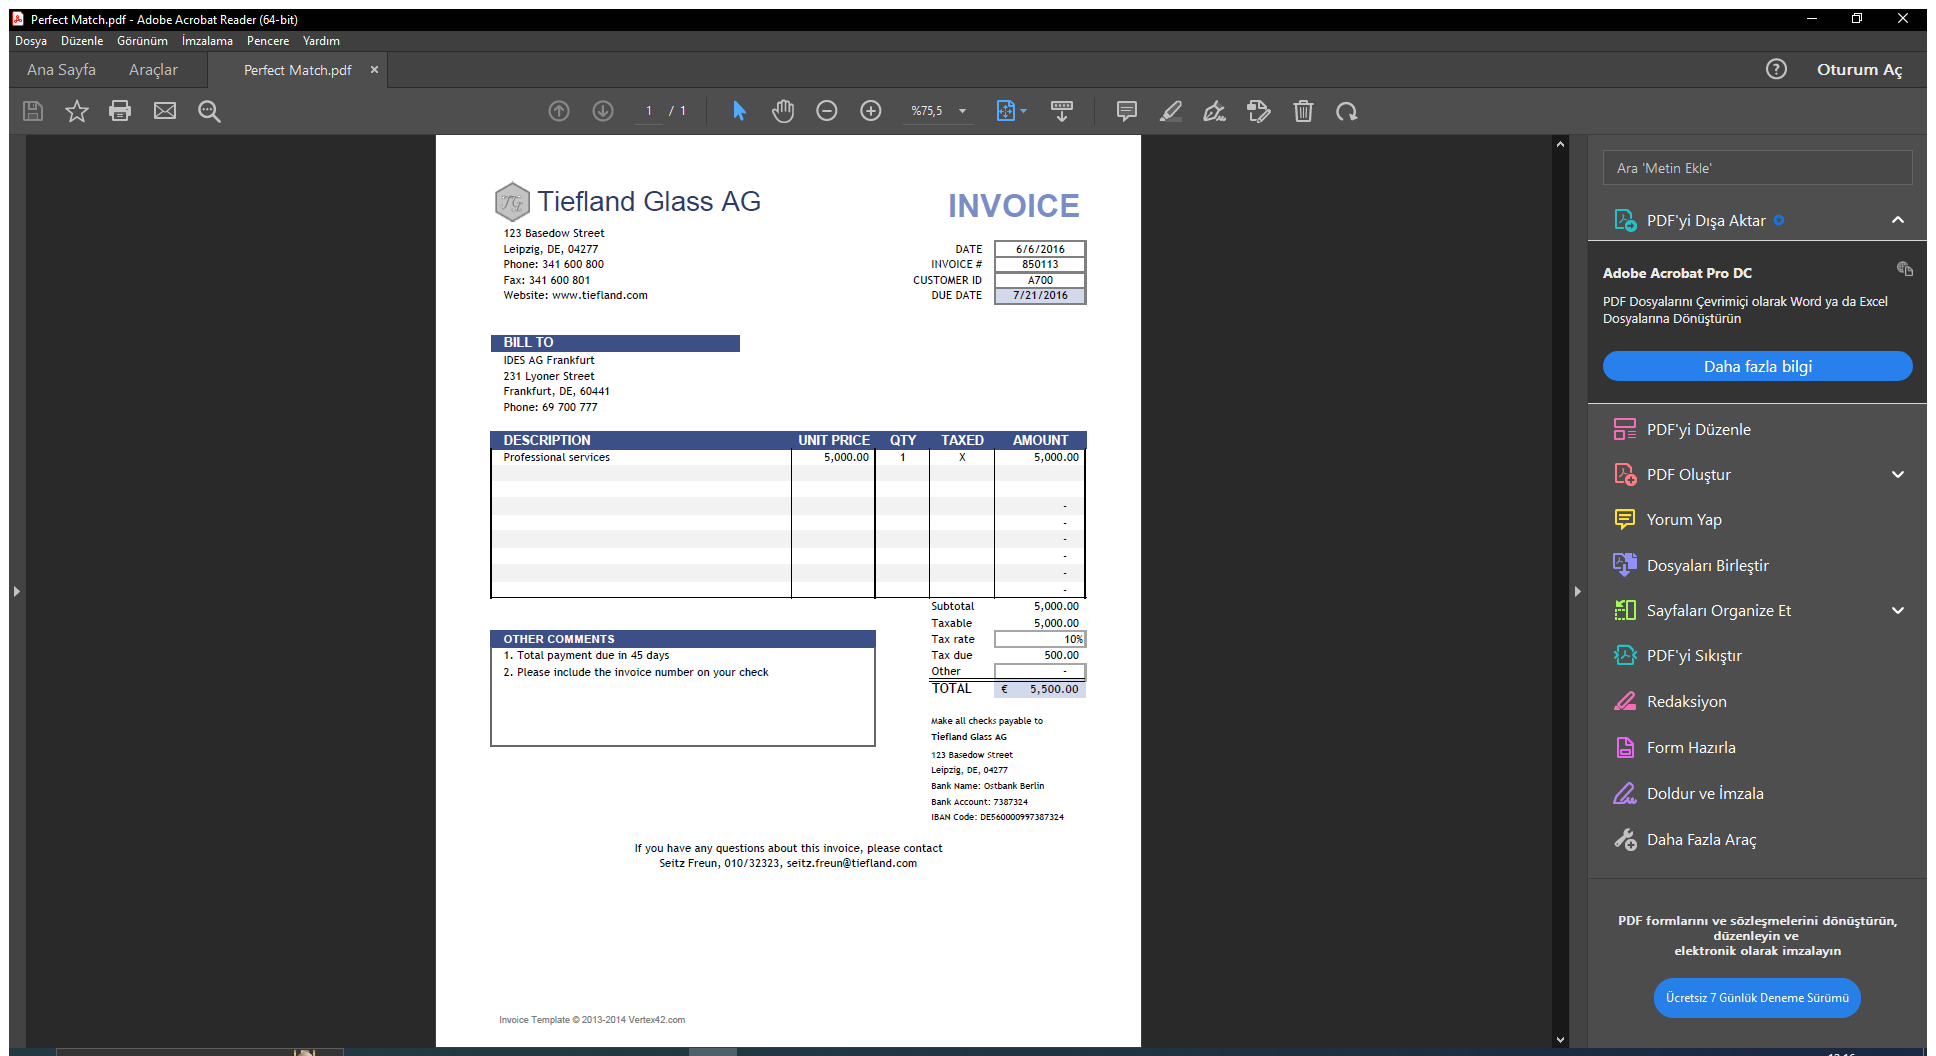 Perfect Match.pdf - Adobe Acrobat Reader (64-bit)
Dosya Düzenle Görünüm İmzalama Pencere Yardım
Ana Sayfa Araçlar Perfect Match.pdf × ? Oturum Aç
1 / 1 %75,5
Ara 'Metin Ekle'
PDF'yi Dışa Aktar
Adobe Acrobat Pro DC
PDF Dosyalarını Çevrimiçi olarak Word ya da Excel
Dosyalarına Dönüştürün
Daha fazla bilgi
PDF'yi Düzenle
PDF Oluştur
Yorum Yap
Dosyaları Birleştir
Sayfaları Organize Et
PDF'yi Sıkıştır
Redaksiyon
Form Hazırla
Doldur ve İmzala
Daha Fazla Araç
PDF formlarını ve sözleşmelerini dönüştürün,
düzenleyin ve
elektronik olarak imzalayın
Ücretsiz 7 Günlük Deneme Sürümü
TG Tiefland Glass AG
INVOICE
123 Basedow Street
Leipzig, DE, 04277
Phone: 341 600 800
Fax: 341 600 801
Website: www.tiefland.com
DATE 6/6/2016
INVOICE # 850113
CUSTOMER ID A700
DUE DATE 7/21/2016
BILL TO
IDES AG Frankfurt
231 Lyoner Street
Frankfurt, DE, 60441
Phone: 69 700 777
DESCRIPTION UNIT PRICE QTY TAXED AMOUNT
Professional services 5,000.00 1 X 5,000.00
-
-
-
-
-
-
Subtotal 5,000.00
Taxable 5,000.00
Tax rate 10%
Tax due 500.00
Other -
TOTAL € 5,500.00
OTHER COMMENTS
1. Total payment due in 45 days
2. Please include the invoice number on your check
Make all checks payable to
Tiefland Glass AG
123 Basedow Street
Leipzig, DE, 04277
Bank Name: Ostbank Berlin
Bank Account: 7387324
IBAN Code: DE560000997387324
If you have any questions about this invoice, please contact
Seitz Freun, 010/32323, seitz.freun@tiefland.com
Invoice Template © 2013-2014 Vertex42.com